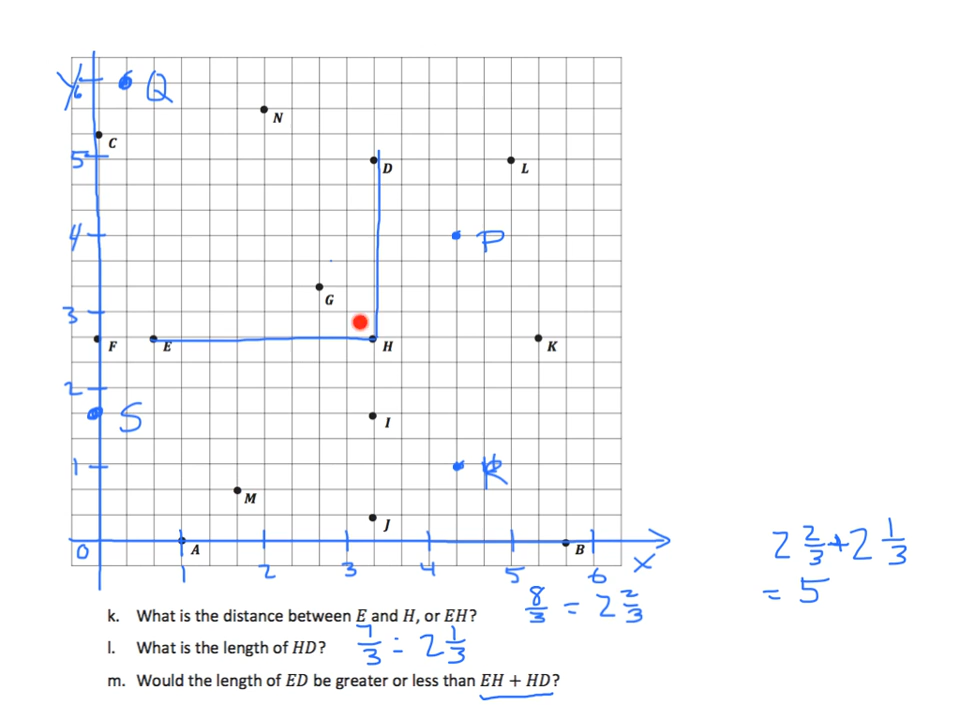 y
6
Q
N
C
5
D
L
4
P
G
3
F
E
H
K
2
S
I
1
R
M
J
0
A
B
1
2
3
4
5
6
x
2 2/3 + 2 1/3
= 5
k. What is the distance between E and H, or EH? 8/3 = 2 2/3
l. What is the length of HD? 7/3 = 2 1/3
m. Would the length of ED be greater or less than EH + HD?